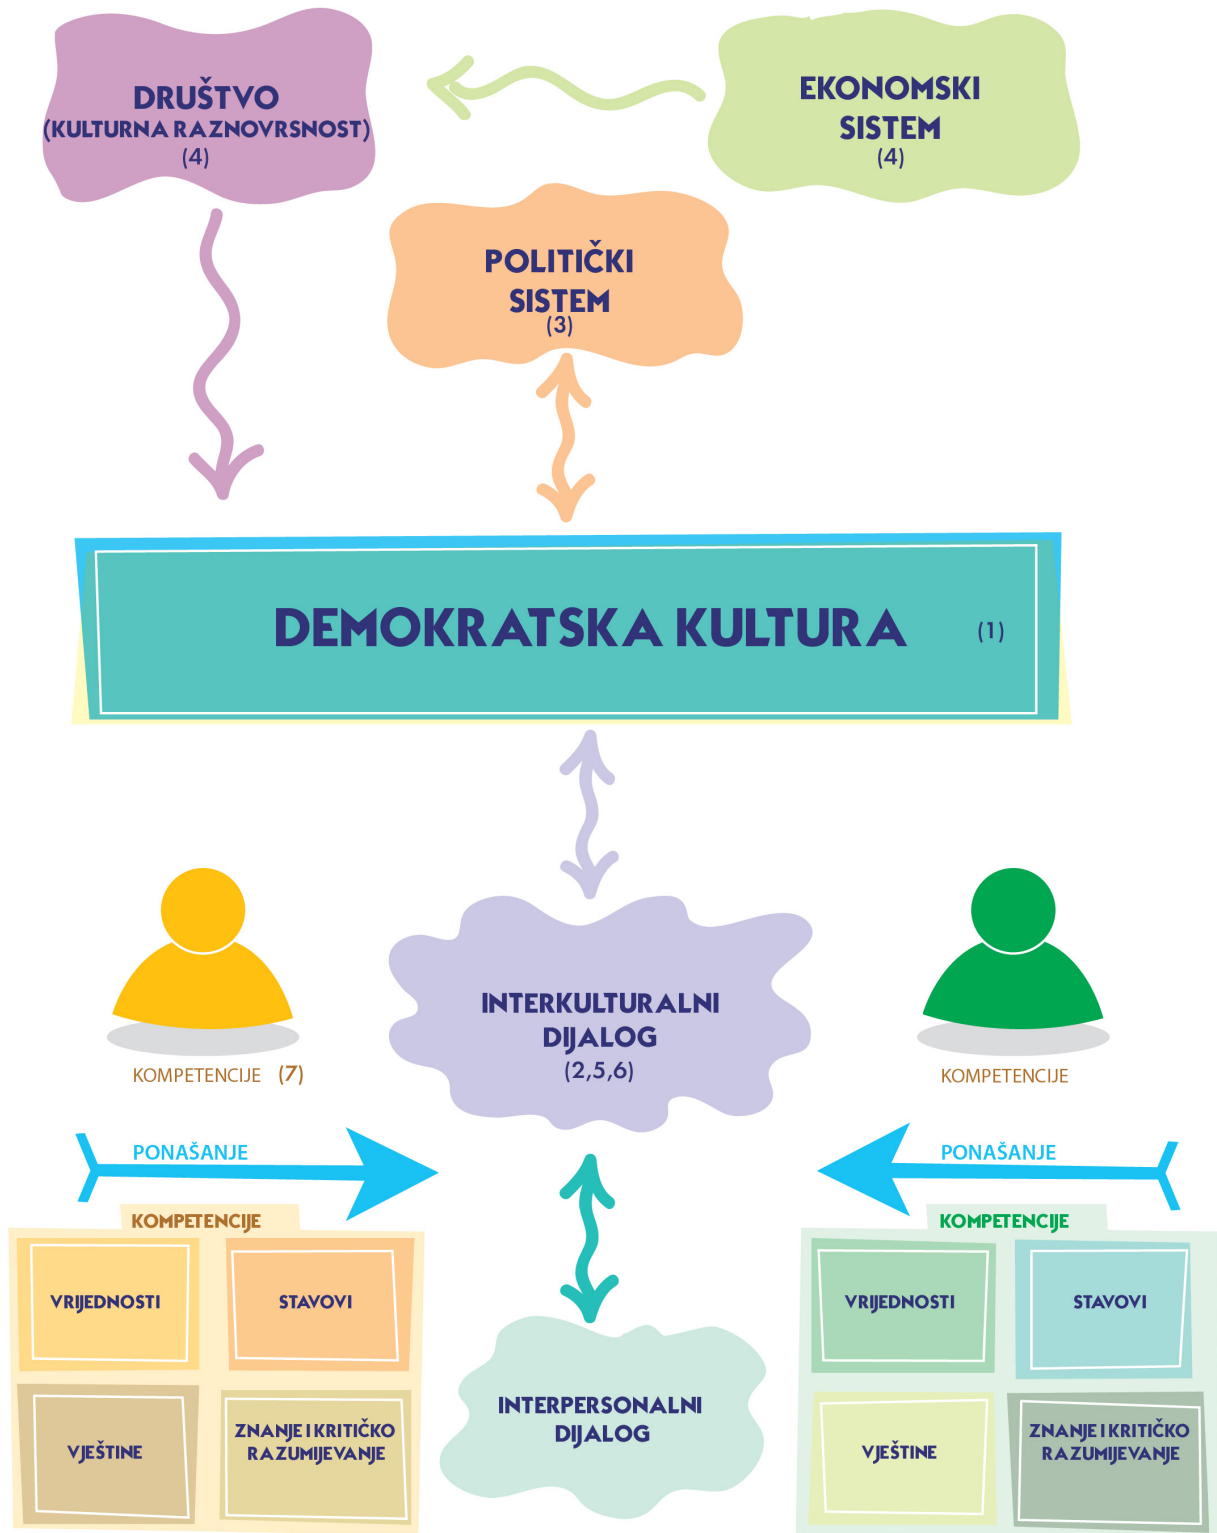 DRUŠTVO
(KULTURNA RAZNOVRSNOST)
(4)
EKONOMSKI
SISTEM
(4)
POLITIČKI
SISTEM
(3)
DEMOKRATSKA KULTURA (1)
INTERKULTURALNI
DIJALOG
(2,5,6)
KOMPETENCIJE (7)
KOMPETENCIJE
PONAŠANJE
PONAŠANJE
KOMPETENCIJE
VRIJEDNOSTI
STAVOVI
VJEŠTINE
ZNANJE I KRITIČKO
RAZUMIJEVANJE
INTERPERSONALNI
DIJALOG
KOMPETENCIJE
VRIJEDNOSTI
STAVOVI
VJEŠTINE
ZNANJE I KRITIČKO
RAZUMIJEVANJE